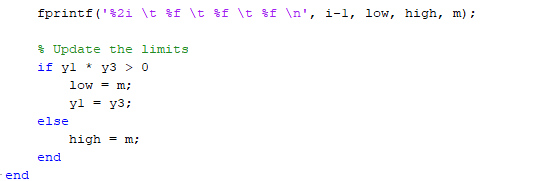 fprintf('%2i \t %f \t %f \t %f \n', i-1, low, high, m);
% Update the limits
if y1 * y3 > 0
low = m;
y1 = y3;
else
high = m;
end
end